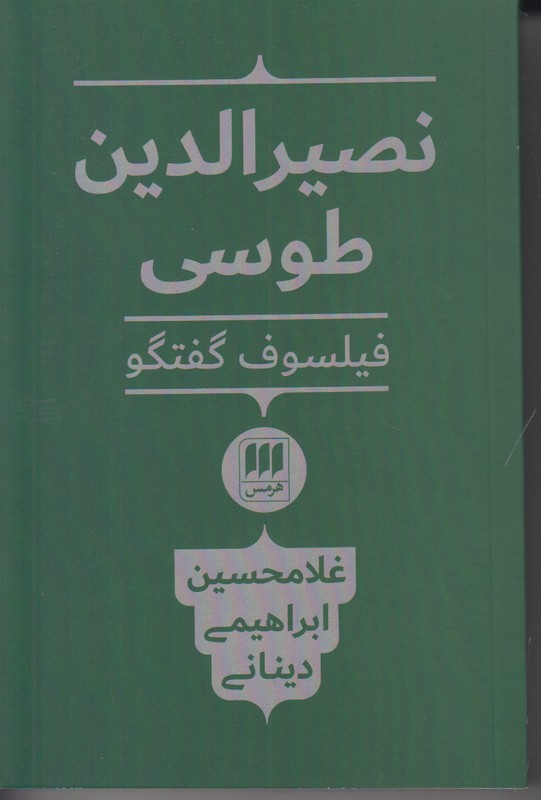 نصیرالدین
طوسی
فیلسوف گفتگو
هرمس
غلامحسین
ابراهیمی
دینانی